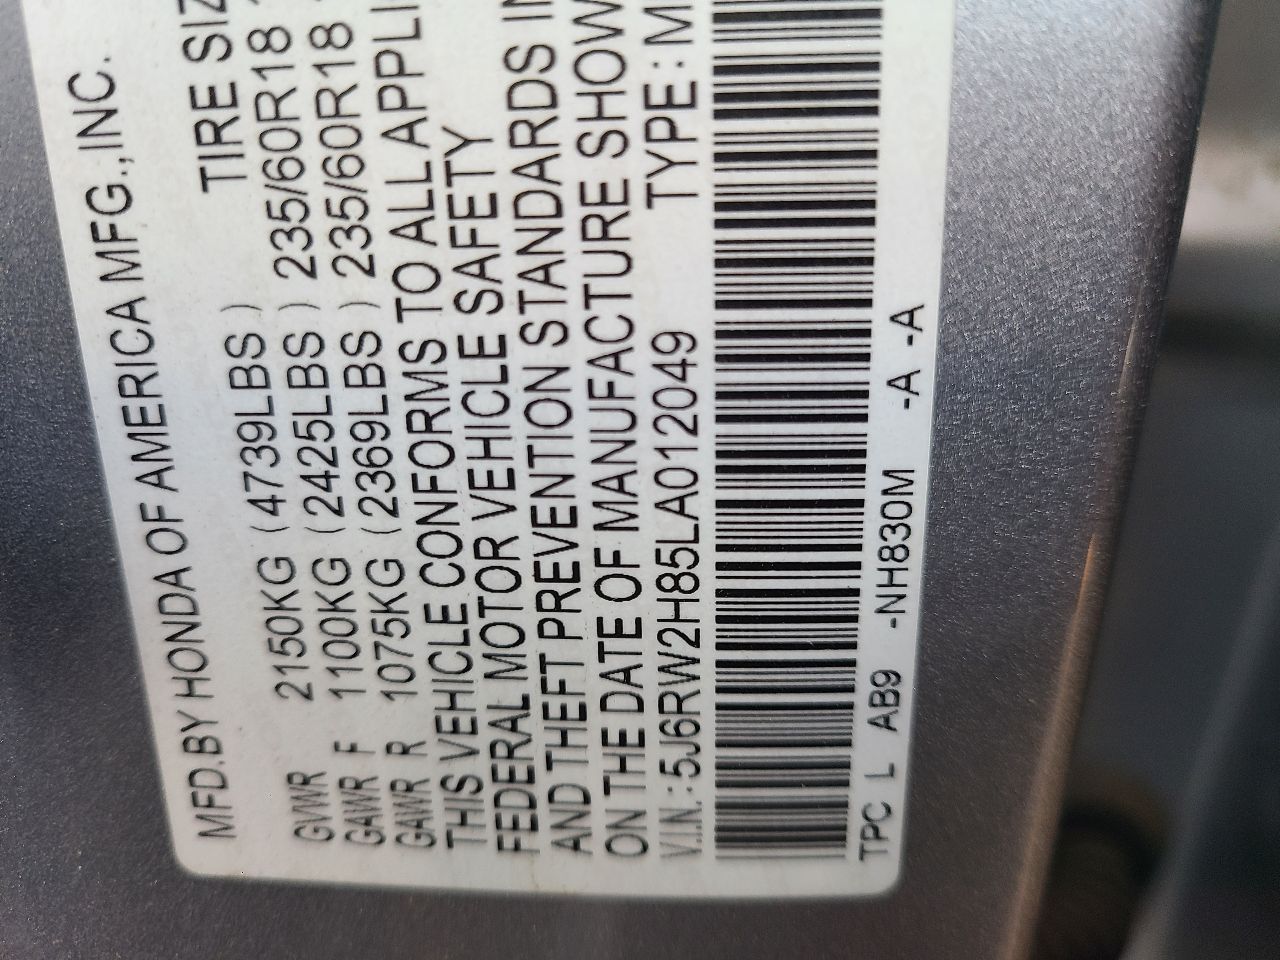 MFD.BY HONDA OF AMERICA MFG.,INC.
TIRE SIZ
GVWR 2150KG (4739LBS)
GAWR F 1100KG (2425LBS) 235/60R18
GAWR R 1075KG (2369LBS) 235/60R18
THIS VEHICLE CONFORMS TO ALL APPLI
FEDERAL MOTOR VEHICLE SAFETY
AND THEFT PREVENTION STANDARDS IN
ON THE DATE OF MANUFACTURE SHOW
V.I.N.: 5J6RW2H85LA012049 TYPE : M
TPC L AB9 -NH830M -A -A